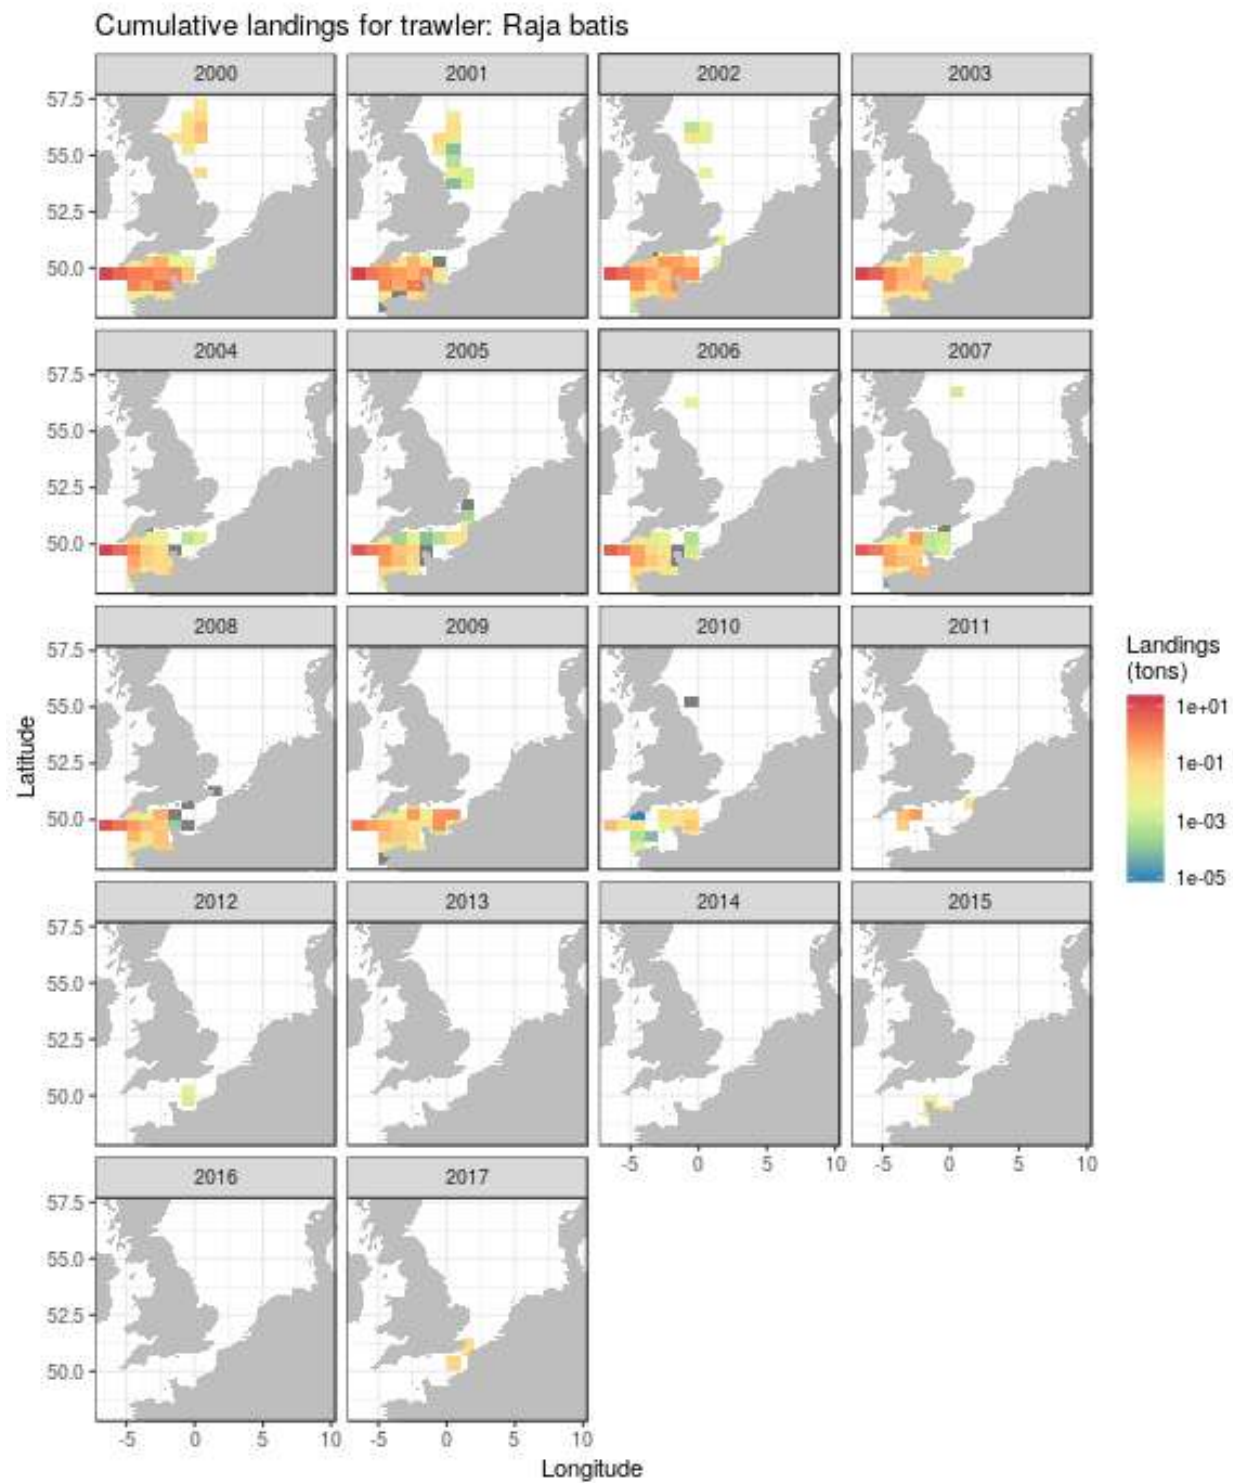 Cumulative landings for trawler: Raja batis
2000 2001 2002 2003
57.5
55.0
52.5
50.0
2004 2005 2006 2007
57.5
55.0
52.5
50.0
2008 2009 2010 2011
57.5
55.0
52.5
50.0
Latitude
Landings
(tons)
1e+01
1e-01
1e-03
1e-05
2012 2013 2014 2015
57.5
55.0
52.5
50.0
-5 0 5 10 -5 0 5 10
2016 2017
57.5
55.0
52.5
50.0
-5 0 5 10 -5 0 5 10
Longitude